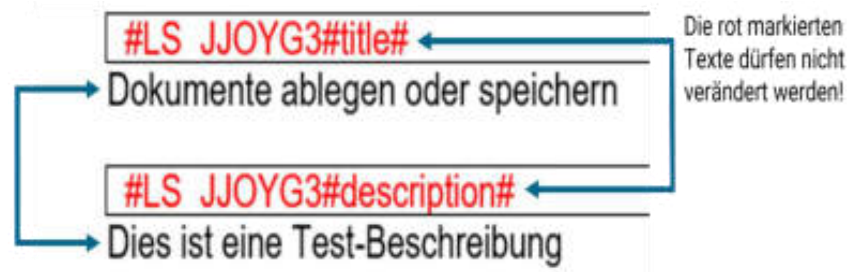 #LS JJOYG3#title#
Dokumente ablegen oder speichern
#LS JJOYG3#description#
Dies ist eine Test-Beschreibung
Die rot markierten
Texte dürfen nicht
verändert werden!